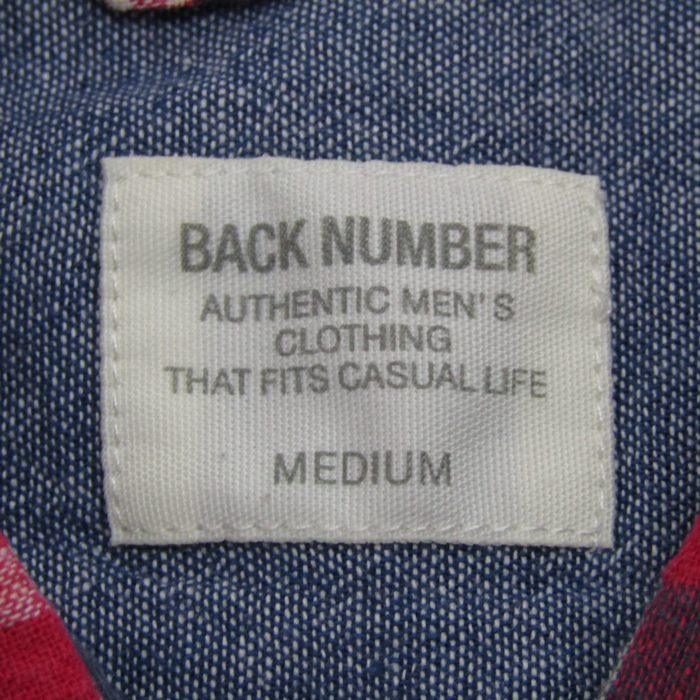 BACK NUMBER
AUTHENTIC MEN'S
CLOTHING
THAT FITS CASUAL LIFE
MEDIUM